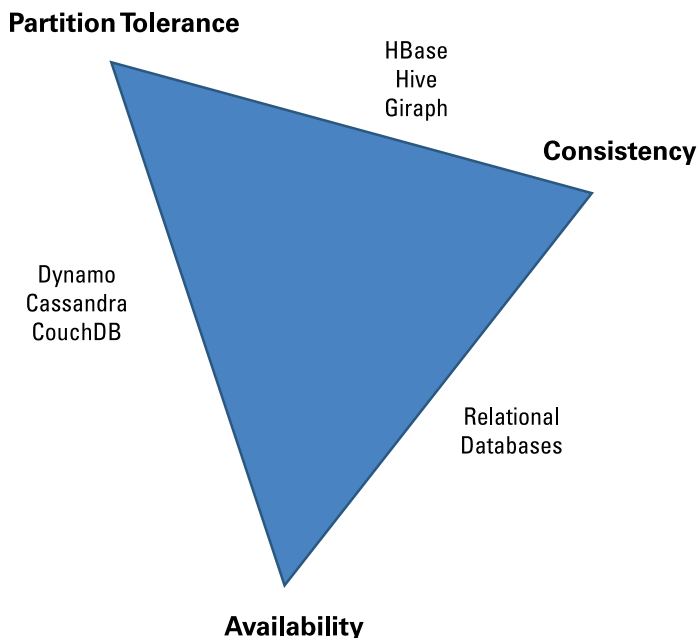 Partition Tolerance
HBase
Hive
Giraph
Consistency
Dynamo
Cassandra
CouchDB
Relational
Databases
Availability